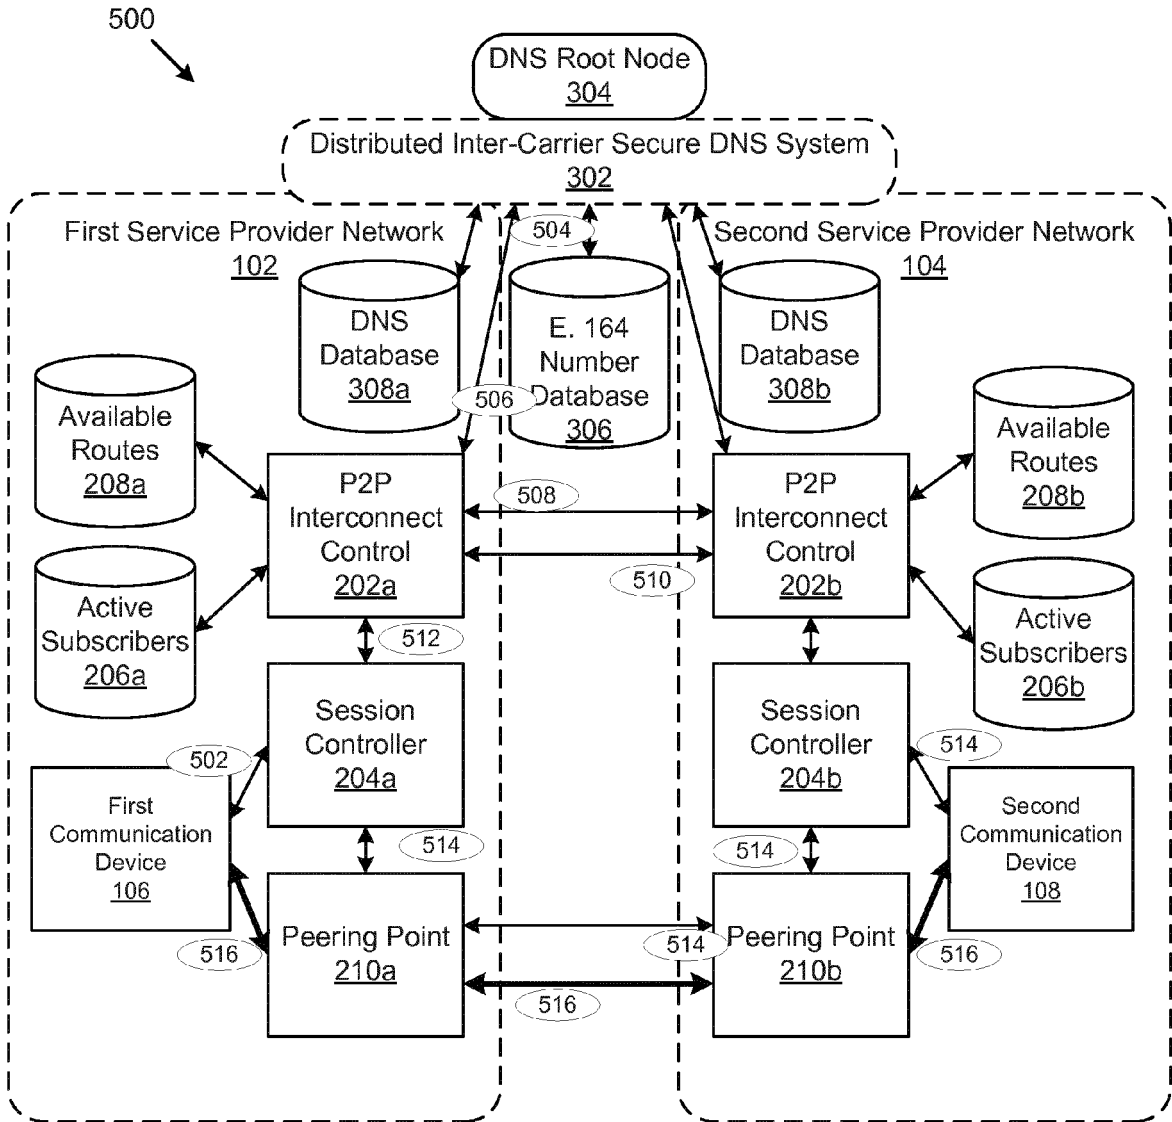 500
DNS Root Node
304
Distributed Inter-Carrier Secure DNS System
302
First Service Provider Network
102
504
Second Service Provider Network
104
DNS
Database
308a
E. 164
Number
Database
306
DNS
Database
308b
506
Available
Routes
208a
Available
Routes
208b
P2P
Interconnect
Control
202a
508
510
P2P
Interconnect
Control
202b
Active
Subscribers
206a
Active
Subscribers
206b
512
Session
Controller
204a
Session
Controller
204b
502
514
First
Communication
Device
106
Second
Communication
Device
108
514
514
Peering Point
210a
514
Peering Point
210b
516
516
516